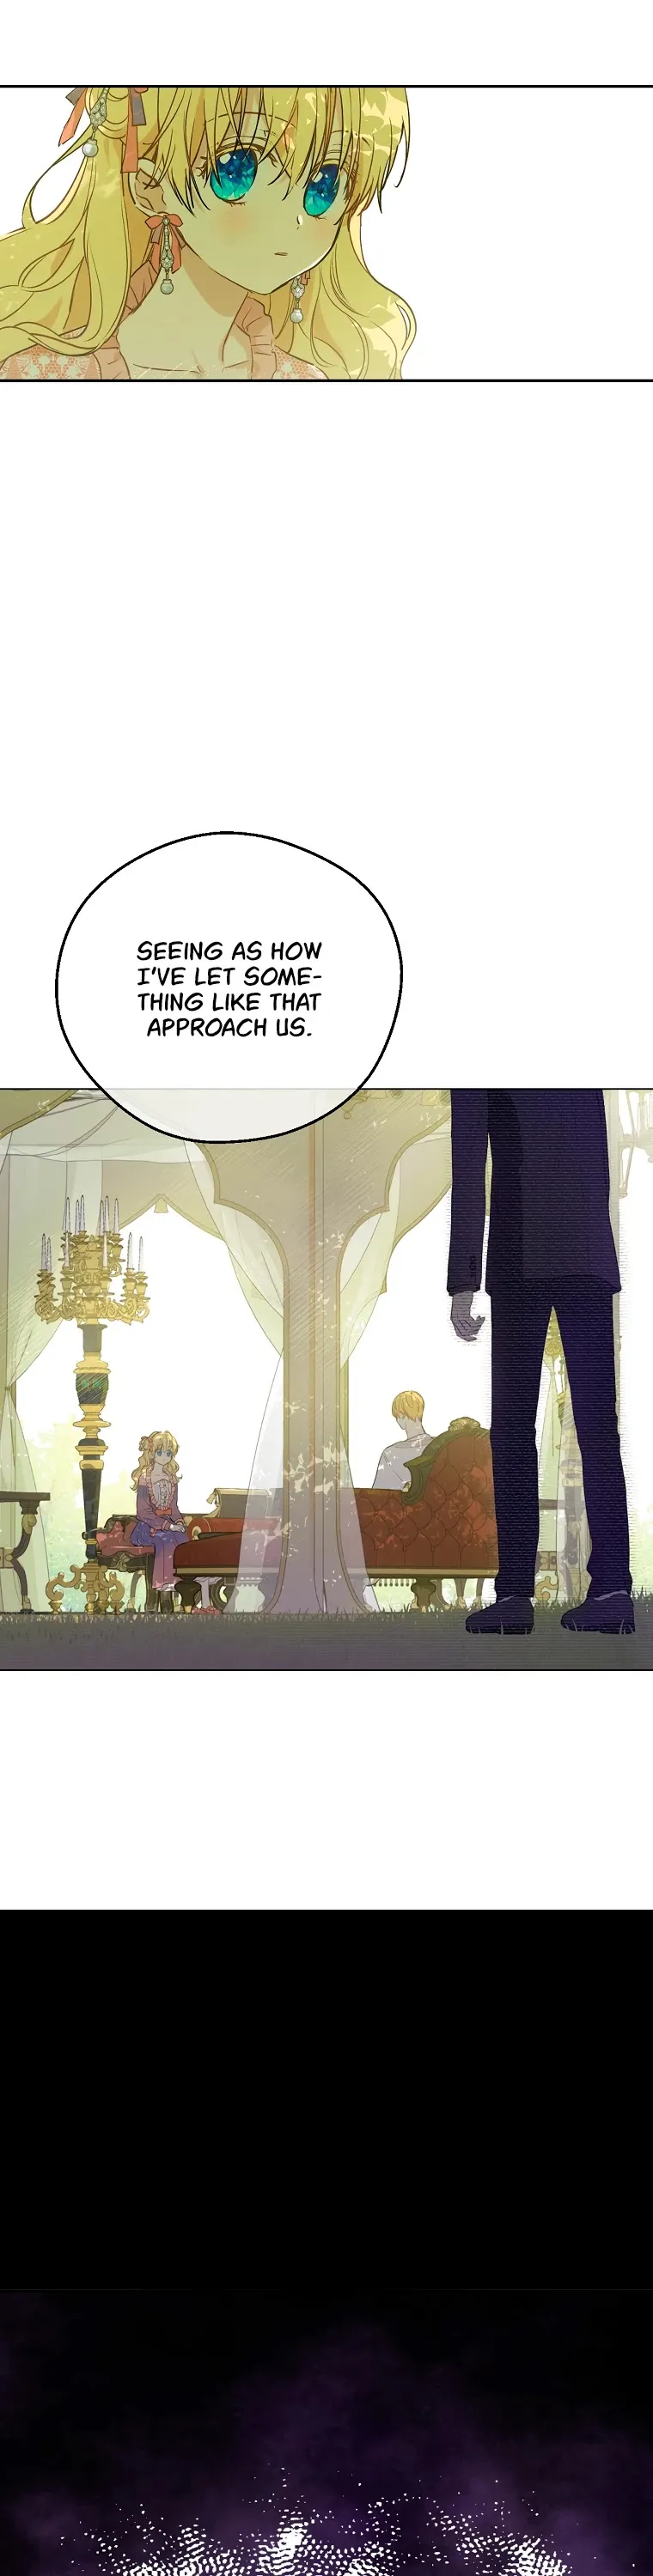 SEEING AS HOW
I'VE LET SOME-
THING LIKE THAT
APPROACH US.